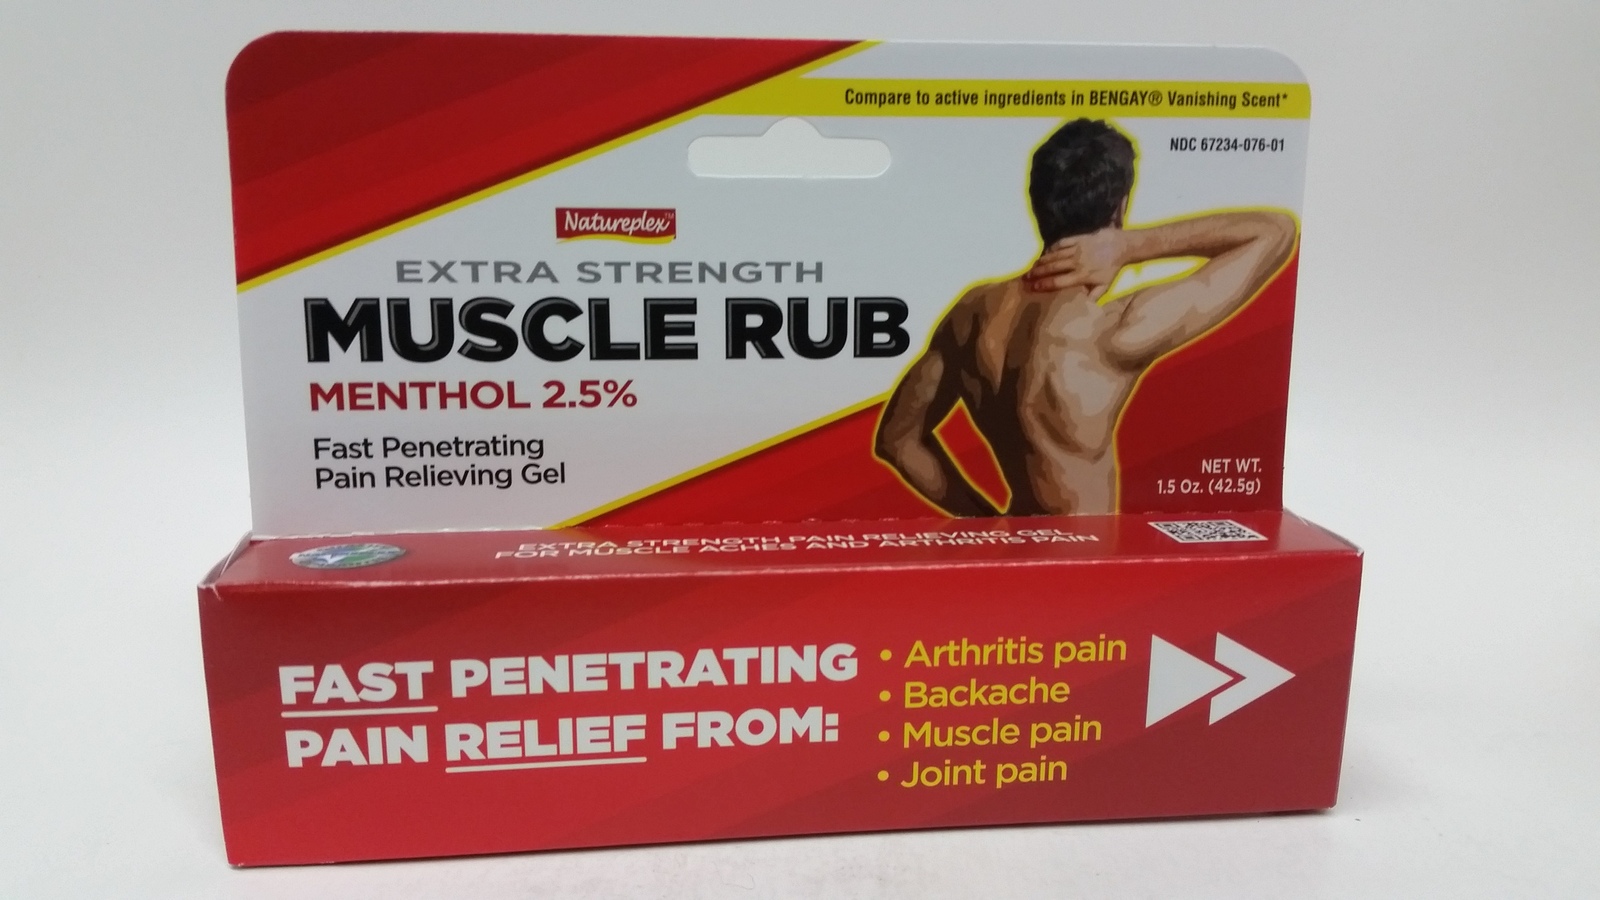 Compare to active ingredients in BENGAY® Vanishing Scent*
NDC 67234-076-01
Natureplex™
EXTRA STRENGTH
MUSCLE RUB
MENTHOL 2.5%
Fast Penetrating
Pain Relieving Gel
NET WT.
1.5 Oz. (42.5g)
EXTRA STRENGTH PAIN RELIEVING GEL
FOR MUSCLE ACHES AND ARTHRITIS PAIN
FAST PENETRATING
PAIN RELIEF FROM:
• Arthritis pain
• Backache
• Muscle pain
• Joint pain